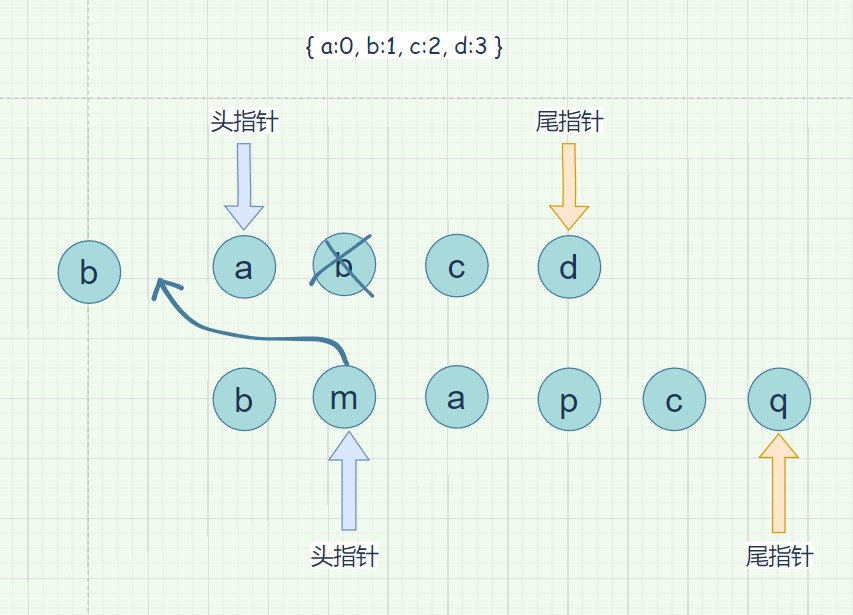 { a:0, b:1, c:2, d:3 }
头指针 尾指针
b a b c d
b m a p c q
头指针 尾指针